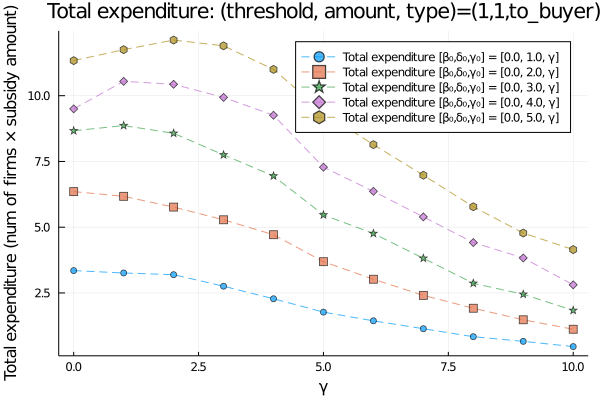 Total expenditure: (threshold, amount, type)=(1,1,to_buyer)
Total expenditure (num of firms × subsidy amount)
10.0
7.5
5.0
2.5
Total expenditure [β₀,δ₀,γ₀] = [0.0, 1.0, γ]
Total expenditure [β₀,δ₀,γ₀] = [0.0, 2.0, γ]
Total expenditure [β₀,δ₀,γ₀] = [0.0, 3.0, γ]
Total expenditure [β₀,δ₀,γ₀] = [0.0, 4.0, γ]
Total expenditure [β₀,δ₀,γ₀] = [0.0, 5.0, γ]
0.0 2.5 5.0 7.5 10.0
γ